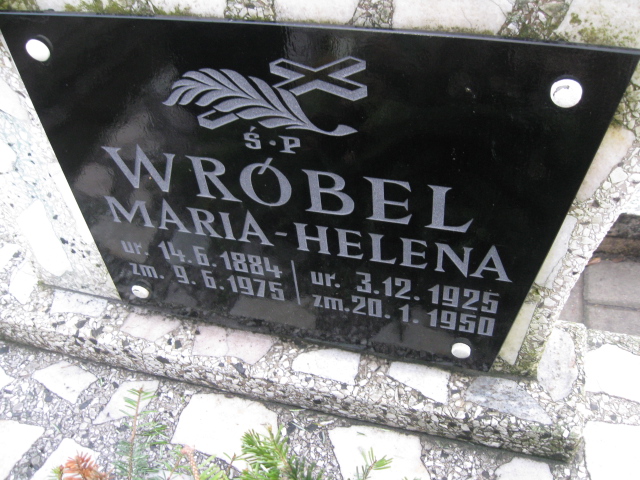 Ś.P
WRÓBEL
MARIA-HELENA
ur. 14.6.1884 ur. 3.12.1925
zm. 9.6.1975 zm. 20.1.1950